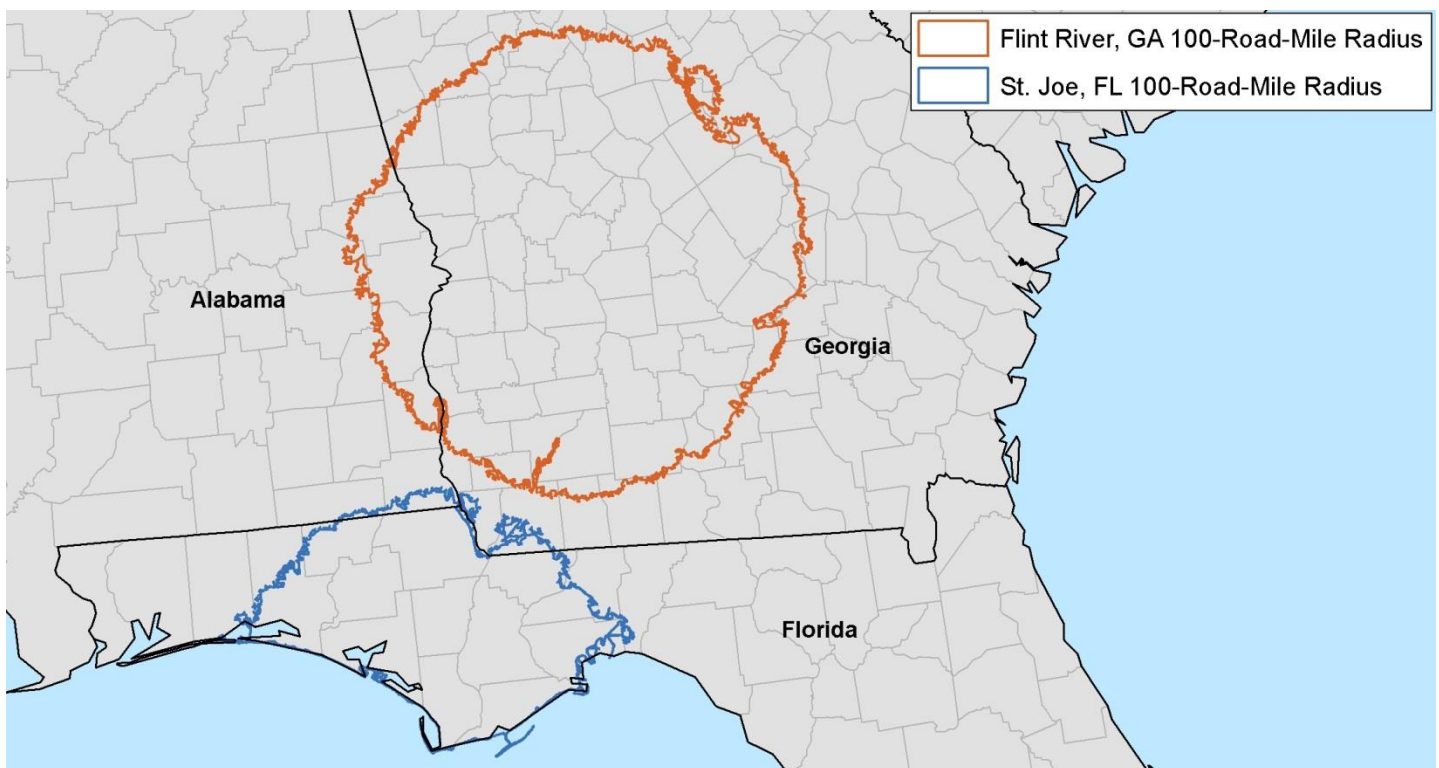 Flint River, GA 100-Road-Mile Radius
St. Joe, FL 100-Road-Mile Radius
Alabama
Georgia
Florida